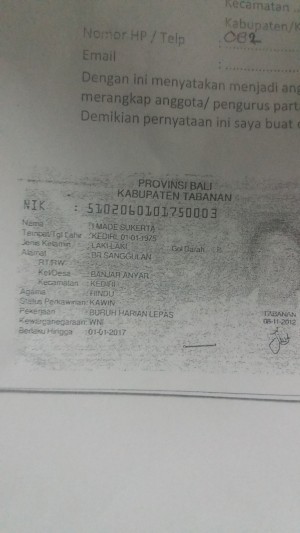 Kecamatan
Kabupaten/K
Nomor HP / Telp : 082
Email :
Dengan ini menyatakan menjadi ang
merangkap anggota/ pengurus part
Demikian pernyataan ini saya buat
PROVINSI BALI
KABUPATEN TABANAN
NIK : 5102060101750003
Nama : I MADE SUKERTA
Tempat/Tgl Lahir : KEDIRI, 01-01-1975
Jenis Kelamin : LAKI-LAKI Gol Darah :
Alamat : BR SANGGULAN
RT/RW :
Kel/Desa : BANJAR ANYAR
Kecamatan : KEDIRI
Agama : HINDU
Status Perkawinan : KAWIN
Pekerjaan : BURUH HARIAN LEPAS
Kewarganegaraan : WNI
Berlaku Hingga : 01-01-2017
TABANAN
08-11-2012